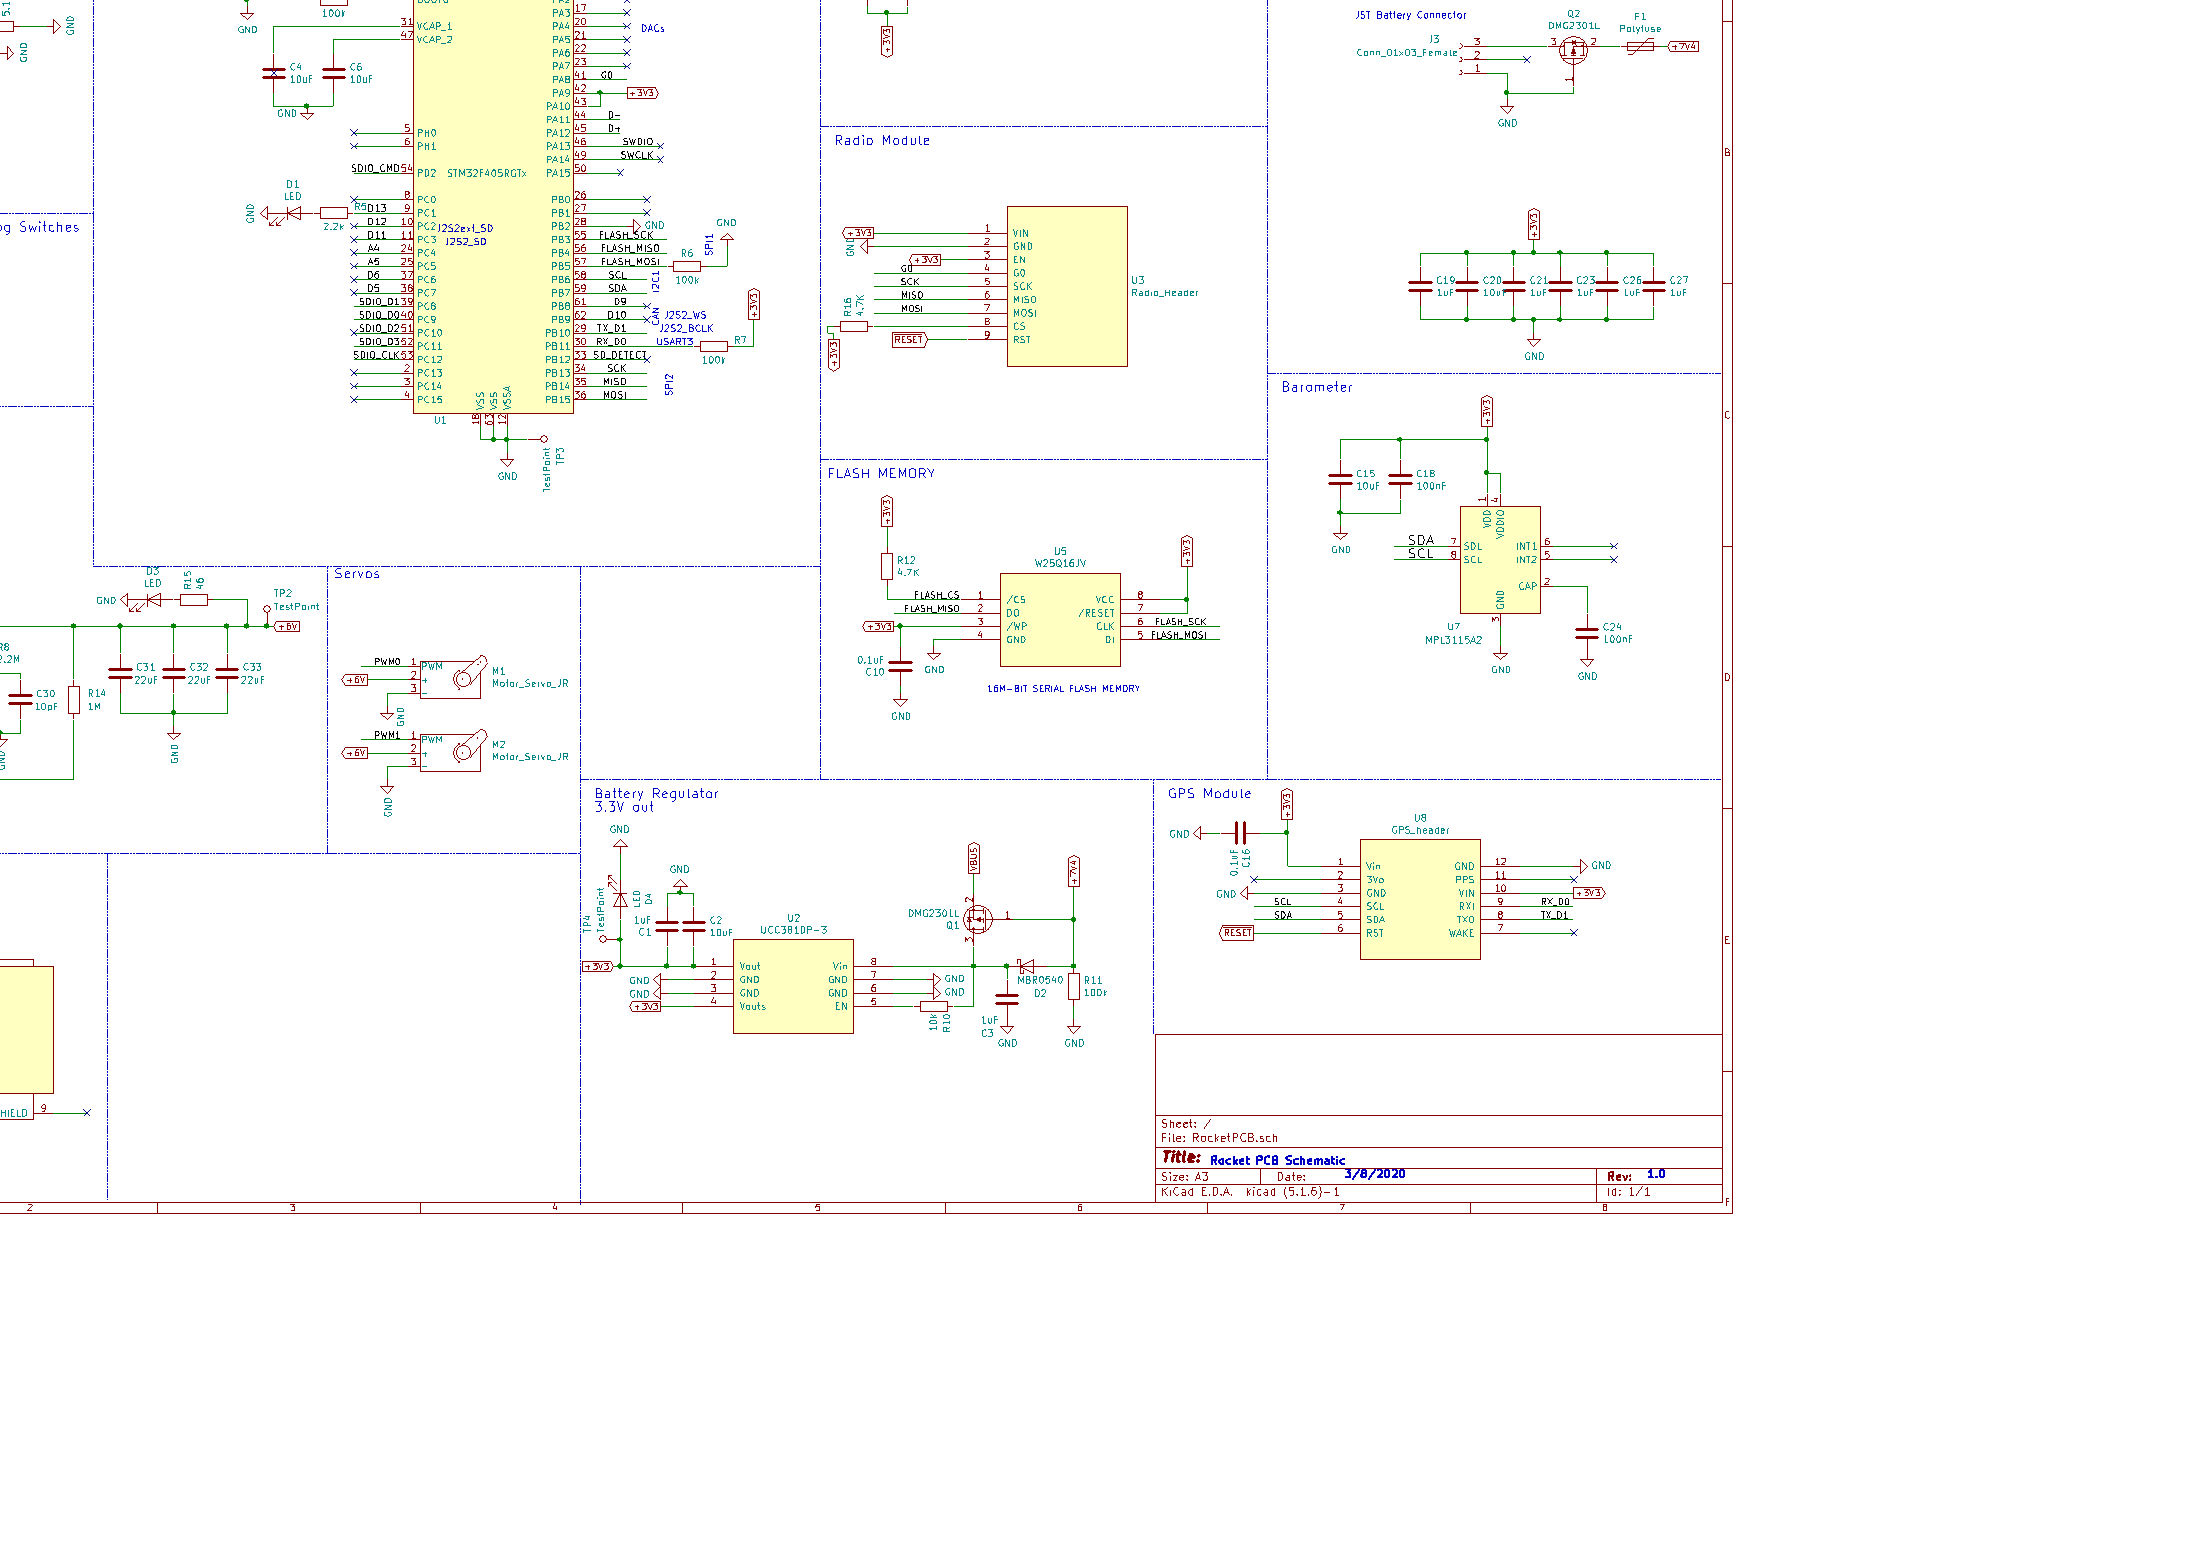 5.1
GND
GND
GND
100k
BOOT0
31
VCAP_1
47
VCAP_2
C4
10uF
C6
10uF
GND
5
PH0
6
PH1
SDIO_CMD
54
PD2
STM32F405RGTx
D1
LED
GND
R5
2.2k
8
PC0
D13
9
PC1
D12
10
PC2
D11
11
PC3
A4
24
PC4
A5
25
PC5
D6
37
PC6
D5
38
PC7
SDIO_D1
39
PC8
SDIO_D0
40
PC9
SDIO_D2
51
PC10
SDIO_D3
52
PC11
SDIO_CLK
53
PC12
2
PC13
3
PC14
4
PC15
I2S2ext_SD
I2S2_SD
PA2
PA3
17
PA4
20
PA5
21
PA6
22
PA7
23
PA8
41
G0
PA9
42
+3V3
PA10
43
PA11
44
D-
PA12
45
D+
PA13
46
SWDIO
PA14
49
SWCLK
PA15
50
DACs
PB0
26
PB1
27
PB2
28
GND
PB3
55
FLASH_SCK
PB4
56
FLASH_MISO
PB5
57
FLASH_MOSI
PB6
58
SCL
PB7
59
SDA
PB8
61
D9
PB9
62
D10
PB10
29
TX_D1
PB11
30
RX_D0
PB12
33
SD_DETECT
PB13
34
SCK
PB14
35
MISO
PB15
36
MOSI
SPI1
I2C1
CAN
I2S2_WS
I2S2_BCLK
USART3
SPI2
R6
100k
GND
R7
100k
+3V3
VSS
VSS
VSSA
18
63
12
U1
GND
TestPoint
TP3
og Switches
+3V3
JST Battery Connector
J3
Conn_01x03_Female
3
2
1
Q2
DMG2301L
3
2
1
F1
Polyfuse
+7V4
GND
Radio Module
+3V3
GND
+3V3
G0
SCK
MISO
MOSI
R16
4.7K
+3V3
RESET
1
2
3
4
5
6
7
8
9
VIN
GND
EN
G0
SCK
MISO
MOSI
CS
RST
U3
Radio_Header
+3V3
C19
1uF
C20
10uF
C21
1uF
C23
1uF
C26
1uF
C27
1uF
GND
Barometer
+3V3
C15
10uF
C18
100nF
GND
1
4
VDD
VDDIO
SDA
7
SDL
SCL
8
SCL
INT1
6
INT2
5
CAP
2
GND
3
U7
MPL3115A2
GND
C24
100nF
GND
FLASH MEMORY
+3V3
R12
4.7K
U5
W25Q16JV
FLASH_CS
1
/CS
FLASH_MISO
2
DO
+3V3
3
/WP
4
GND
VCC
8
/RESET
7
CLK
6
FLASH_SCK
DI
5
FLASH_MOSI
+3V3
0.1uF
C10
GND
GND
16M-BIT SERIAL FLASH MEMORY
D3
LED
R15
46
GND
TP2
TestPoint
+6V
R8
2.2M
C30
10pF
GND
R14
1M
C31
22uF
C32
22uF
C33
22uF
GND
Servos
PWM0
1
PWM
+6V
2
+
3
-
GND
M1
Motor_Servo_JR
PWM1
1
PWM
+6V
2
+
3
-
GND
M2
Motor_Servo_JR
HIELD
9
Battery Regulator
3.3V out
GND
LED
D4
TP4
TestPoint
GND
1uF
C1
C2
10uF
+3V3
GND
GND
+3V3
U2
UCC381DP-3
1
Vout
2
GND
3
GND
4
Vouts
Vin
8
GND
7
GND
6
EN
5
GND
GND
10k
R10
VBUS
DMG2301L
Q1
2
1
3
+7V4
MBR0540
D2
1uF
C3
GND
R11
100k
GND
GPS Module
+3V3
GND
0.1uF
C16
U8
GPS_header
1
Vin
2
3Vo
GND
3
GND
SCL
4
SCL
SDA
5
SDA
RESET
6
RST
GND
12
GND
PPS
11
VIN
10
+3V3
RXI
9
RX_D0
TXO
8
TX_D1
WAKE
7
Sheet: /
File: RocketPCB.sch
Title: Rocket PCB Schematic
Size: A3
Date: 3/8/2020
Rev: 1.0
KiCad E.D.A. kicad (5.1.6)-1
Id: 1/1
B
C
D
E
F
2
3
4
5
6
7
8